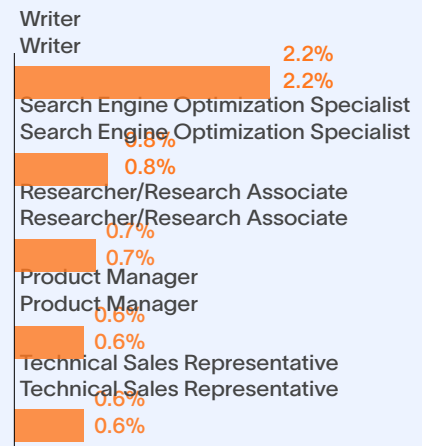 Writer
Writer
2.2%
2.2%
Search Engine Optimization Specialist
Search Engine Optimization Specialist
0.8%
0.8%
Researcher/Research Associate
Researcher/Research Associate
0.7%
0.7%
Product Manager
Product Manager
0.6%
0.6%
Technical Sales Representative
Technical Sales Representative
0.6%
0.6%